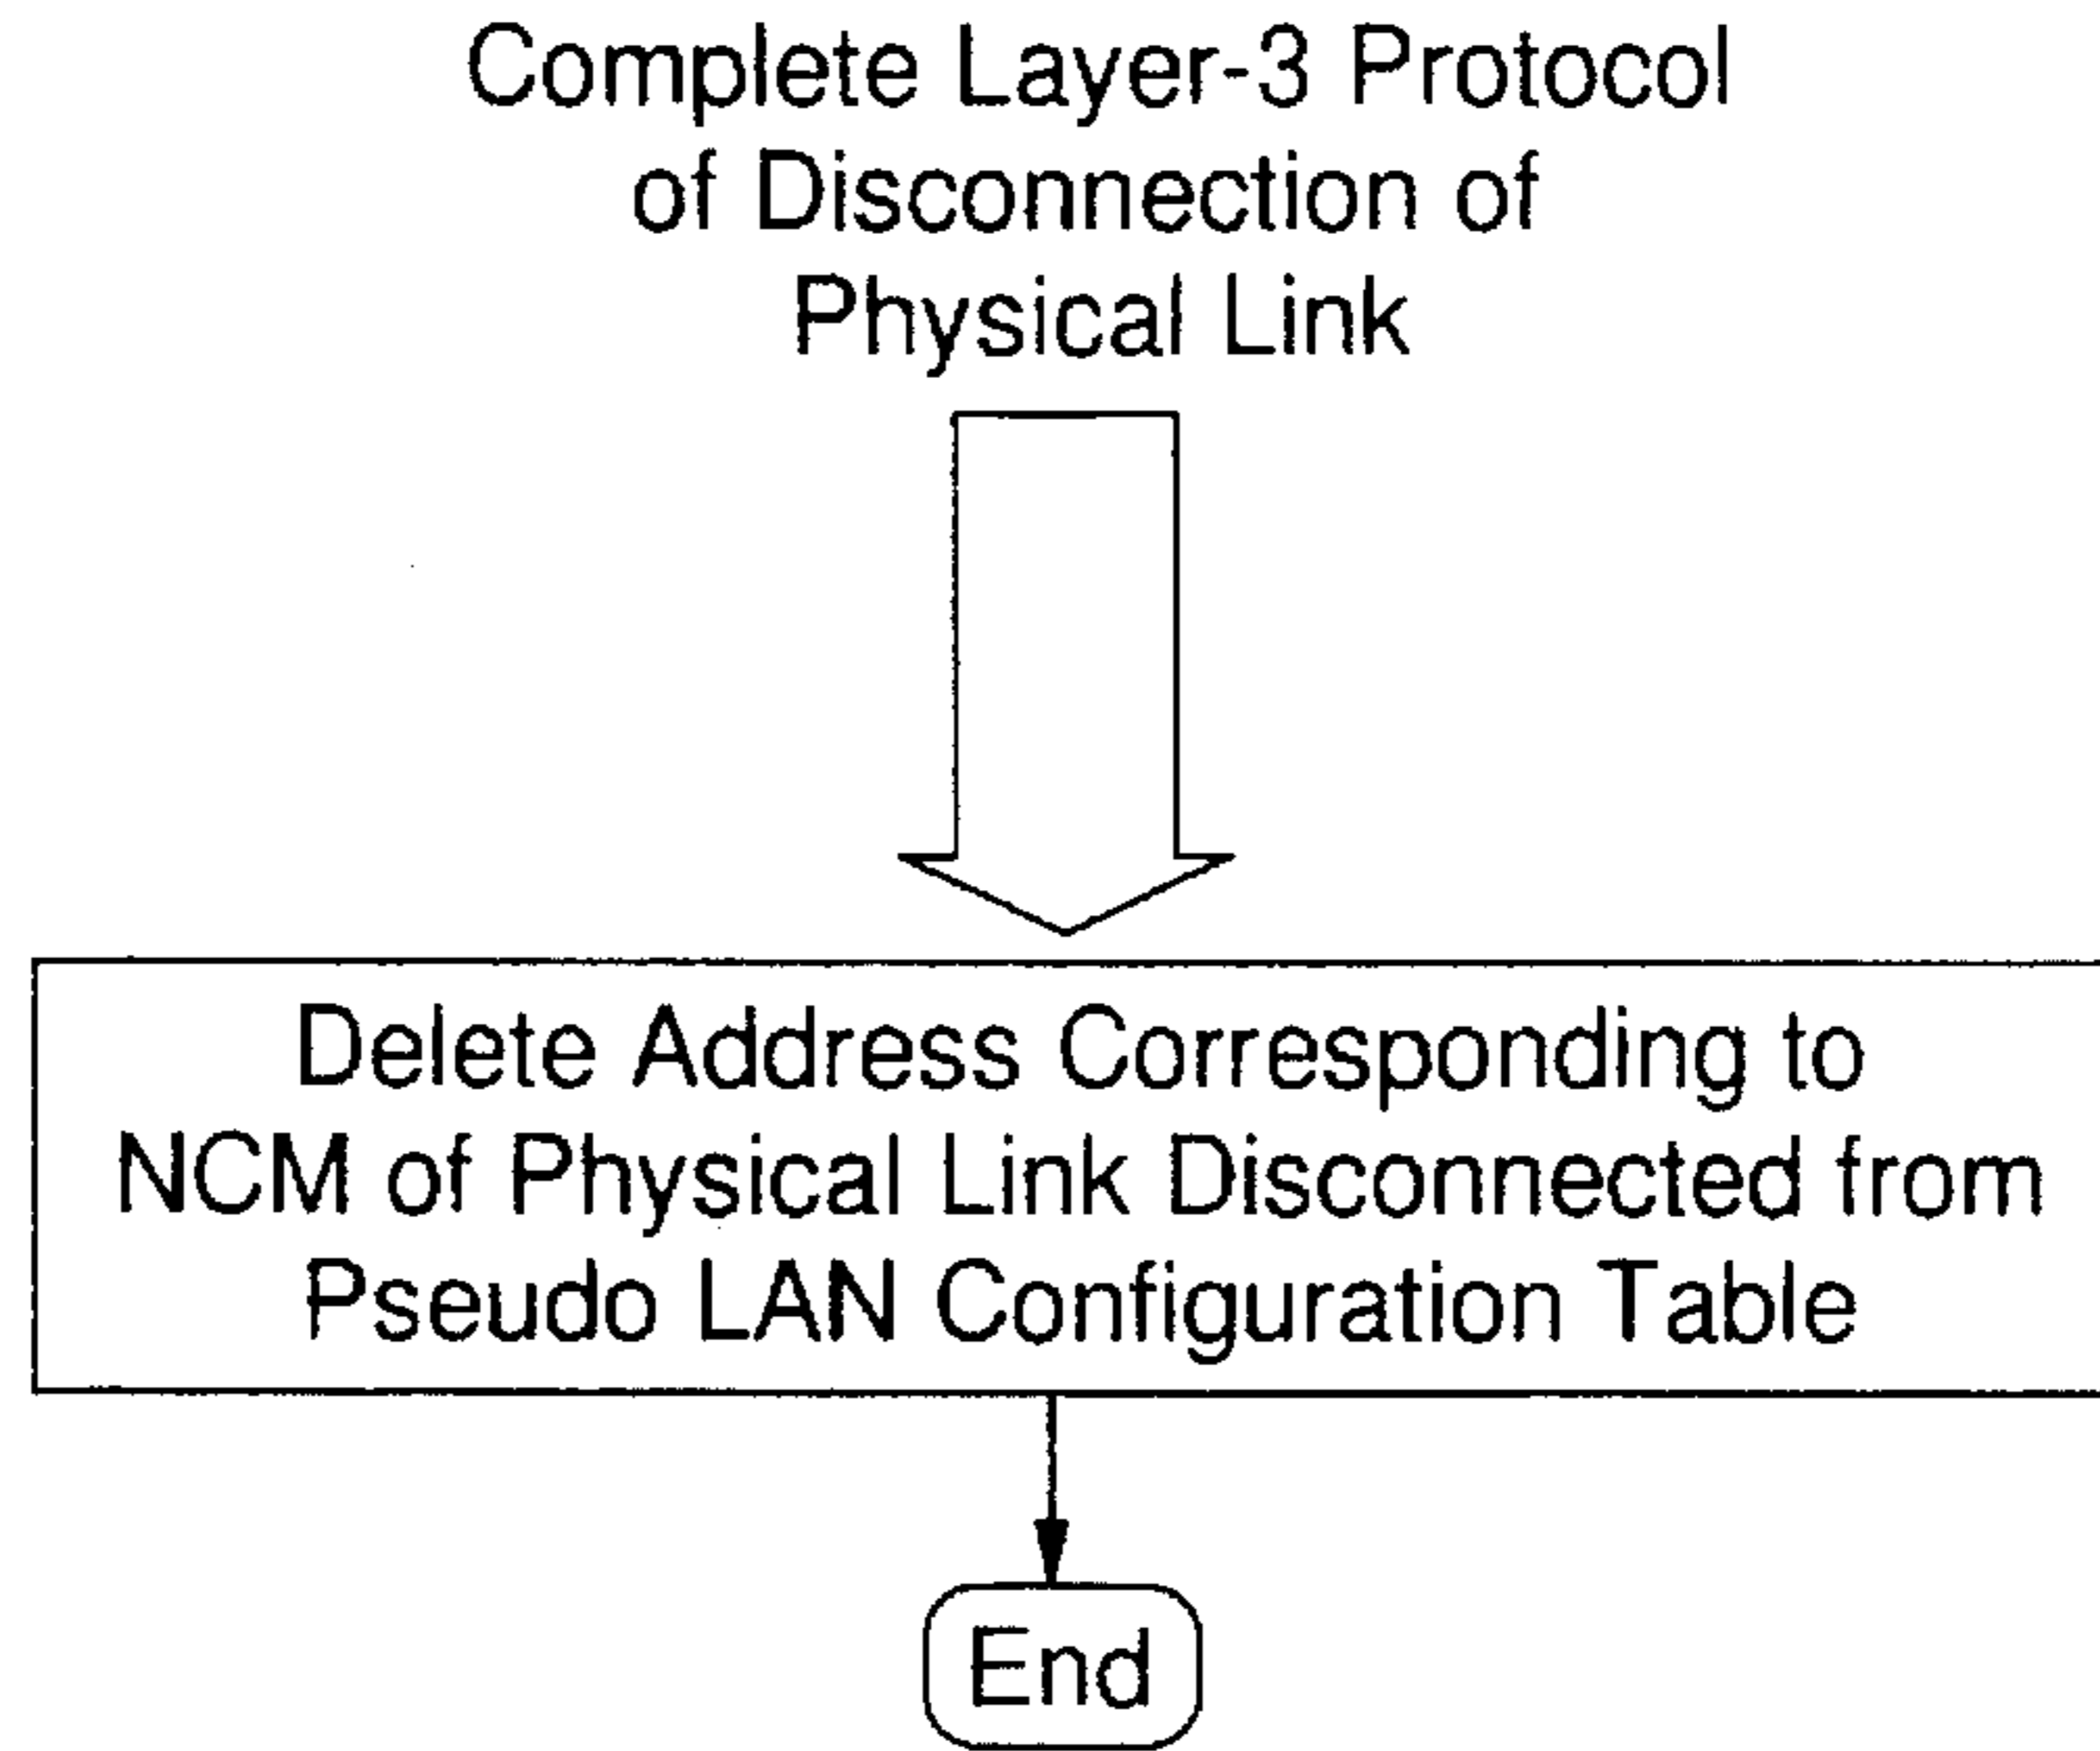 Complete Layer-3 Protocol
of Disconnection of
Physical Link
Delete Address Corresponding to
NCM of Physical Link Disconnected from
Pseudo LAN Configuration Table
End